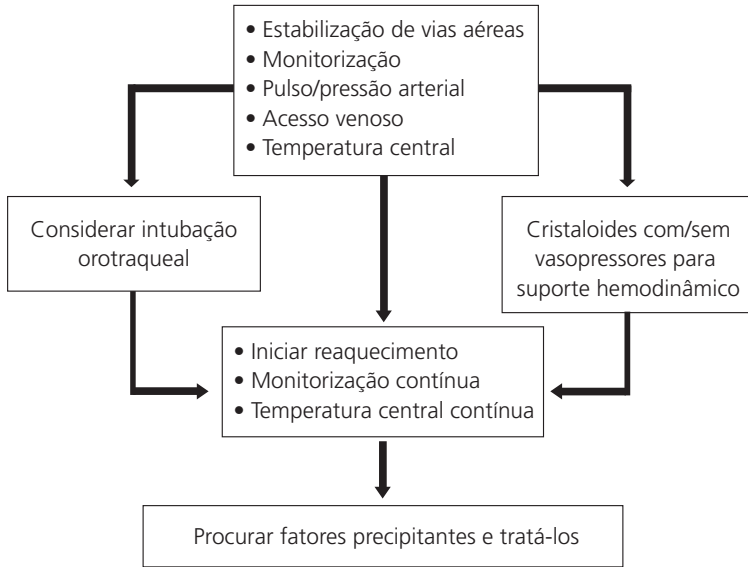 • Estabilização de vias aéreas
• Monitorização
• Pulso/pressão arterial
• Acesso venoso
• Temperatura central
Considerar intubação
orotraqueal
Cristaloides com/sem
vasopressores para
suporte hemodinâmico
• Iniciar reaquecimento
• Monitorização contínua
• Temperatura central contínua
Procurar fatores precipitantes e tratá-los